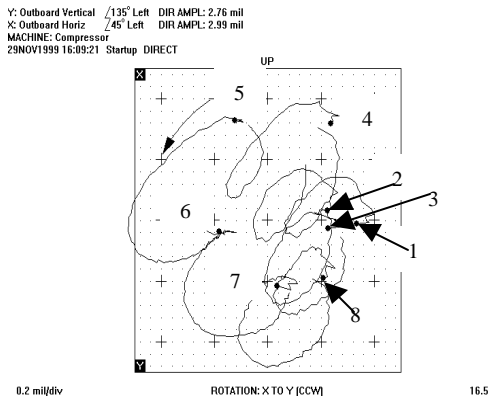 Y: Outboard Vertical ∠135° Left DIR AMPL: 2.76 mil
X: Outboard Horiz ∠45° Left DIR AMPL: 2.99 mil
MACHINE: Compressor
29NOV1999 16:09:21 Startup DIRECT
UP
X
5
4
2
3
6
1
7
8
Y
0.2 mil/div ROTATION: X TO Y (CCW) 16.5